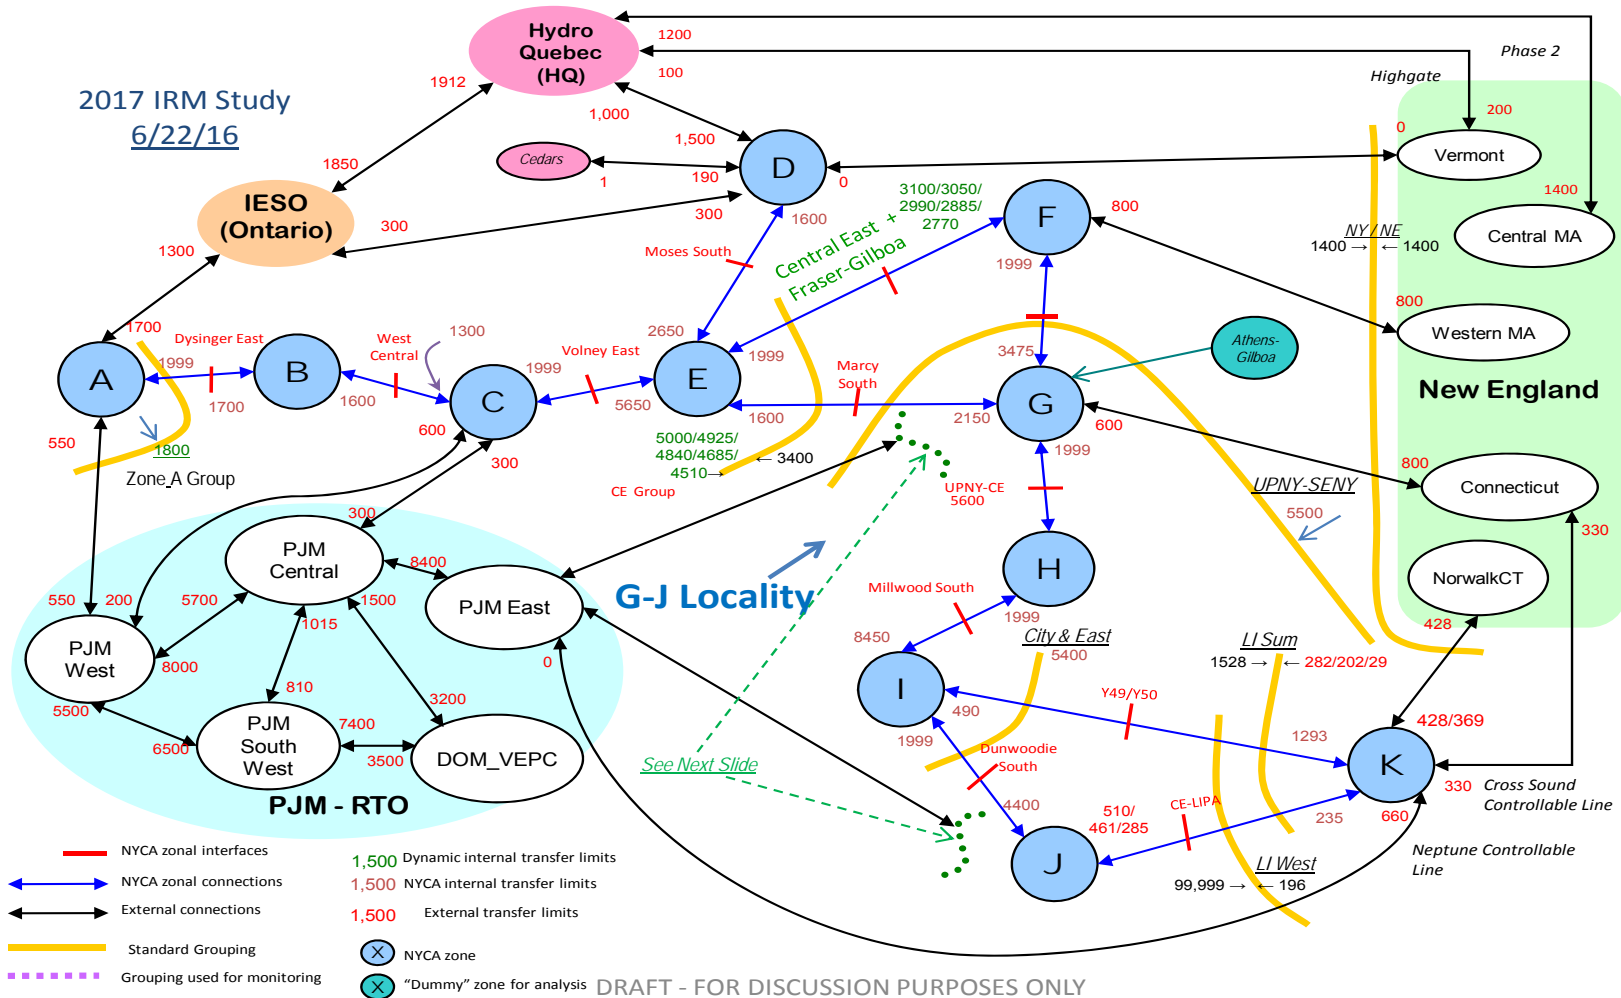 Hydro
Quebec
(HQ)
1200
100
Phase 2
Highgate
1912
2017 IRM Study
6/22/16
1,000
1,500
200
0
Vermont
Cedars
1
190
D
0
1850
IESO
(Ontario)
300
300
1300
1600
3100/3050/
2990/2885/
2770
F
800
1400
Central MA
NY/NE
1400 → ← 1400
Moses South
Central East +
Fraser-Gilboa
1999
1700
Dysinger East
1999
A
B
1700
West
Central
1300
1600
C
1999
Volney East
2650
E
1999
5650
1600
Marcy
South
3475
G
2150
600
1999
Athens-
Gilboa
800
Western MA
New England
550
1800
Zone_A Group
600
300
5000/4925/
4840/4685/
4510→
← 3400
CE Group
UPNY-CE
5600
UPNY-SENY
5500
800
Connecticut
330
300
PJM
Central
8400
PJM East
G-J Locality
H
Millwood South
1999
NorwalkCT
428
550
200
5700
1500
1015
PJM
West
8000
0
8450
I
City & East
5400
LI Sum
1528 → ← 282/202/29
490
Y49/Y50
5500
810
3200
6500
PJM
South
West
7400
3500
DOM_VEPC
PJM - RTO
See Next Slide
1999
Dunwoodie
South
4400
1293
428/369
K
330
Cross Sound
Controllable Line
660
Neptune Controllable
Line
510/
461/285
CE-LIPA
235
J
LI West
99,999 → ← 196
NYCA zonal interfaces
NYCA zonal connections
External connections
Standard Grouping
Grouping used for monitoring
1,500 Dynamic internal transfer limits
1,500 NYCA internal transfer limits
1,500 External transfer limits
X NYCA zone
X "Dummy" zone for analysis
DRAFT - FOR DISCUSSION PURPOSES ONLY